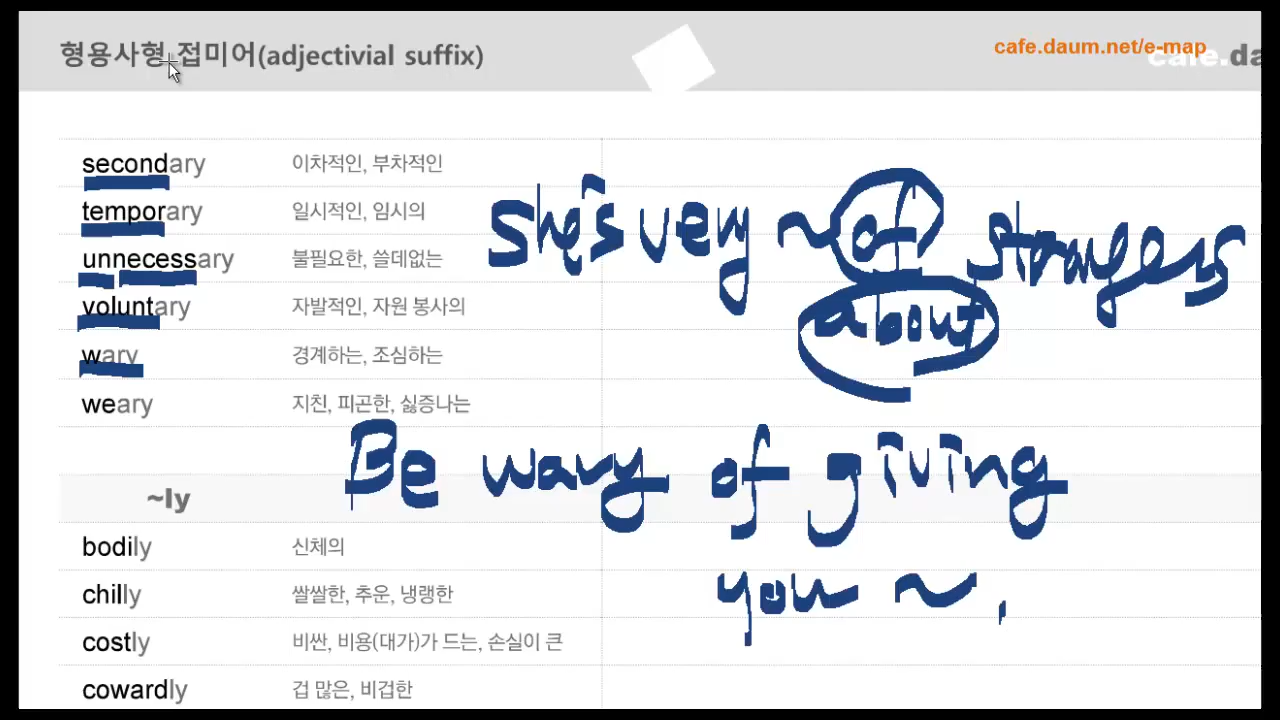 형용사형 접미어(adjectivial suffix)
cafe.daum.net/e-map
cafe.da
secondary 이차적인, 부차적인
temporary 일시적인, 임시의
She's very ~ of strangers
unnecessary 불필요한, 쓸데없는
voluntary 자발적인, 자원 봉사의
about
wary 경계하는, 조심하는
weary 지친, 피곤한, 싫증나는
Be wary of giving
~ly
bodily 신체의
chilly 쌀쌀한, 추운, 냉랭한
you ~ .
costly 비싼, 비용(대가)가 드는, 손실이 큰
cowardly 겁 많은, 비겁한